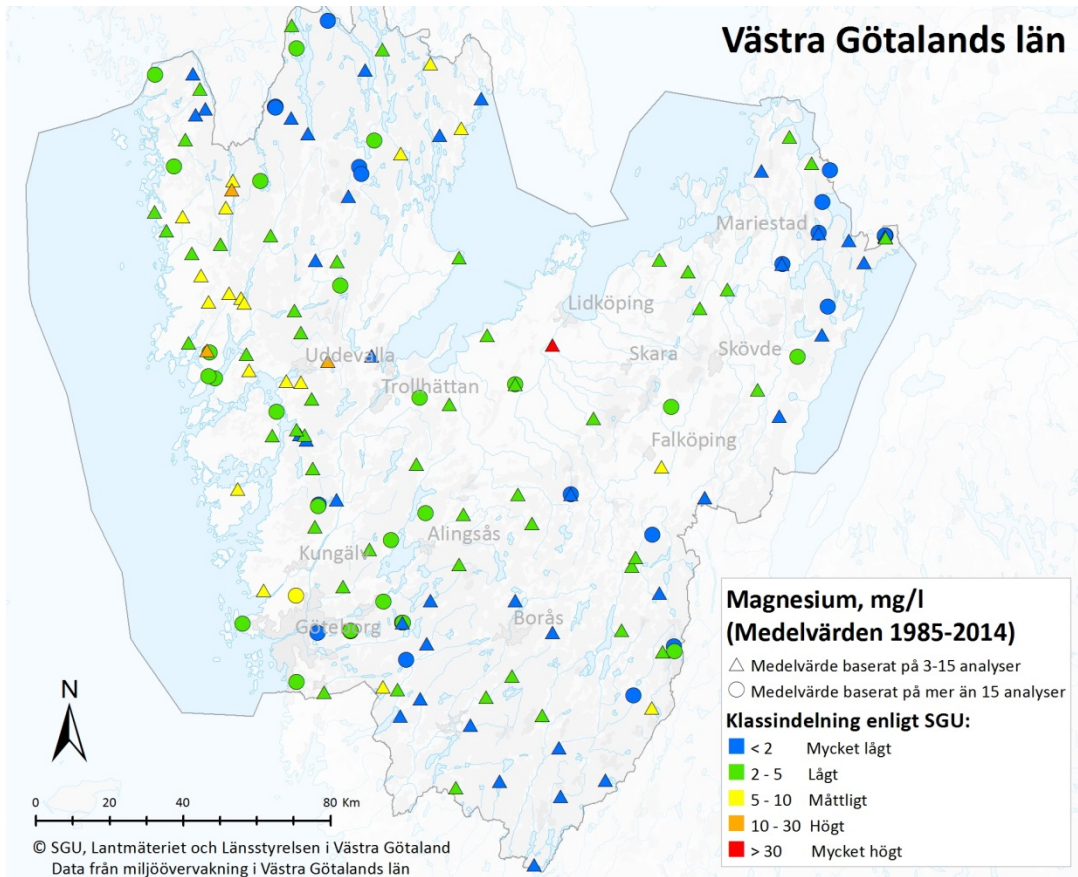 Västra Götalands län
Mariestad
Lidköping
Skara
Skövde
Uddevalla
Trollhättan
Falköping
Alingsås
Kungälv
Göteborg
Borås
N
0 20 40 80 Km
© SGU, Lantmäteriet och Länsstyrelsen i Västra Götaland
Data från miljöövervakning i Västra Götalands län
Magnesium, mg/l
(Medelvärden 1985-2014)
Medelvärde baserat på 3-15 analyser
Medelvärde baserat på mer än 15 analyser
Klassindelning enligt SGU:
< 2 Mycket lågt
2 - 5 Lågt
5 - 10 Måttligt
10 - 30 Högt
> 30 Mycket högt